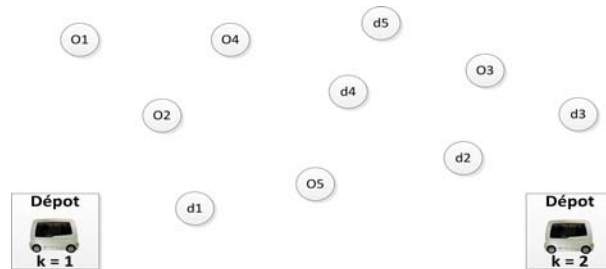 d5
O1
O4
O3
d4
O2
d3
d2
O5
d1
Dépot
k = 1
Dépot
k = 2